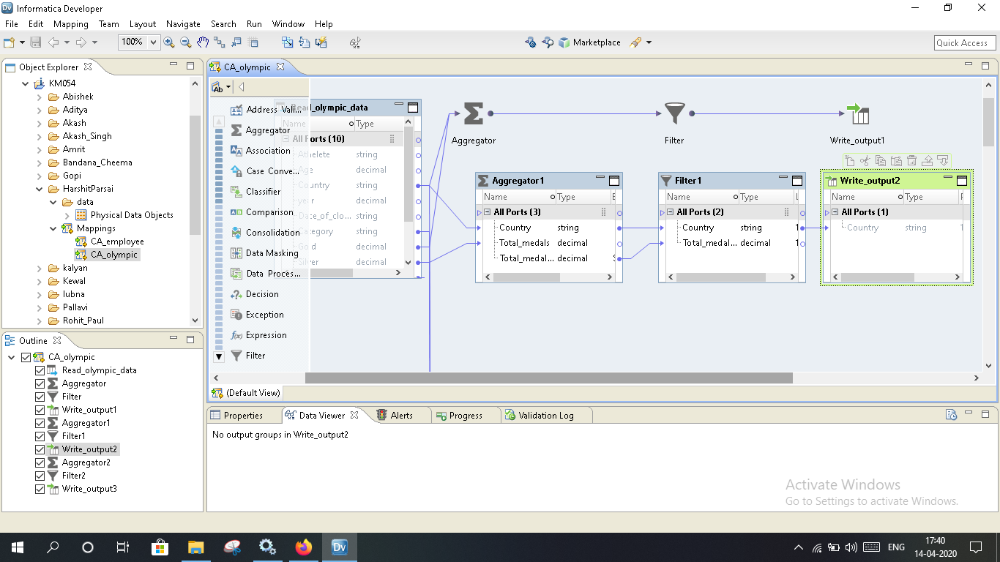 Informatica Developer
File Edit Mapping Team Layout Navigate Search Run Window Help
100% Marketplace Quick Access
Object Explorer
KM054
Abishek
Aditya
Akash
Akash_Singh
Amrit
Bandana_Cheema
Gopi
HarshitParsai
data
Physical Data Objects
Mappings
CA_employee
CA_olympic
kalyan
Kewal
lubna
Pallavi
Rohit_Paul
Outline
CA_olympic
Read_olympic_data
Aggregator
Filter
Write_output1
Aggregator1
Filter1
Write_output2
Aggregator2
Filter2
Write_output3
CA_olympic
Ab
Address Vali...
Aggregator
Association
Case Conve...
Classifier
Comparison
Consolidation
Data Masking
Data Proces...
Decision
Exception
Expression
Filter
Read_olympic_data
Name Type
All Ports (10)
Athelete string
Age decimal
Country string
year decimal
Date_of_clo... string
Category string
Gold decimal
Silver decimal
Aggregator
Filter
Write_output1
Aggregator1
Name Type E
All Ports (3)
Country string
Total_medals decimal
Total_medal... decimal S
Filter1
Name Type L
All Ports (2)
Country string 1
Total_medal... decimal 1
Write_output2
Name Type
All Ports (1)
Country string 1
(Default View)
Properties Data Viewer Alerts Progress Validation Log
No output groups in Write_output2
Activate Windows
Go to Settings to activate Windows.
Dv ENG 17:40
14-04-2020